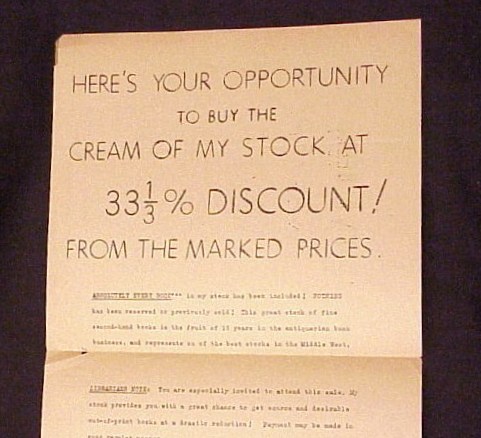 HERE'S YOUR OPPORTUNITY
TO BUY THE
CREAM OF MY STOCK AT
33⅓% DISCOUNT!
FROM THE MARKED PRICES.
ABSOLUTELY EVERY BOOK*** in my stock has been included! NOTHING
has been reserved or previously sold! This great stock of fine
second-hand books is the fruit of 15 years in the antiquarian book
business, and represents on of the best stocks in the Middle West.
LIBRARIANS NOTE: You are especially invited to attend this sale. My
stock provides you with a great chance to get source and desirable
out-of-print books at a drastic reduction! Payment may be made in